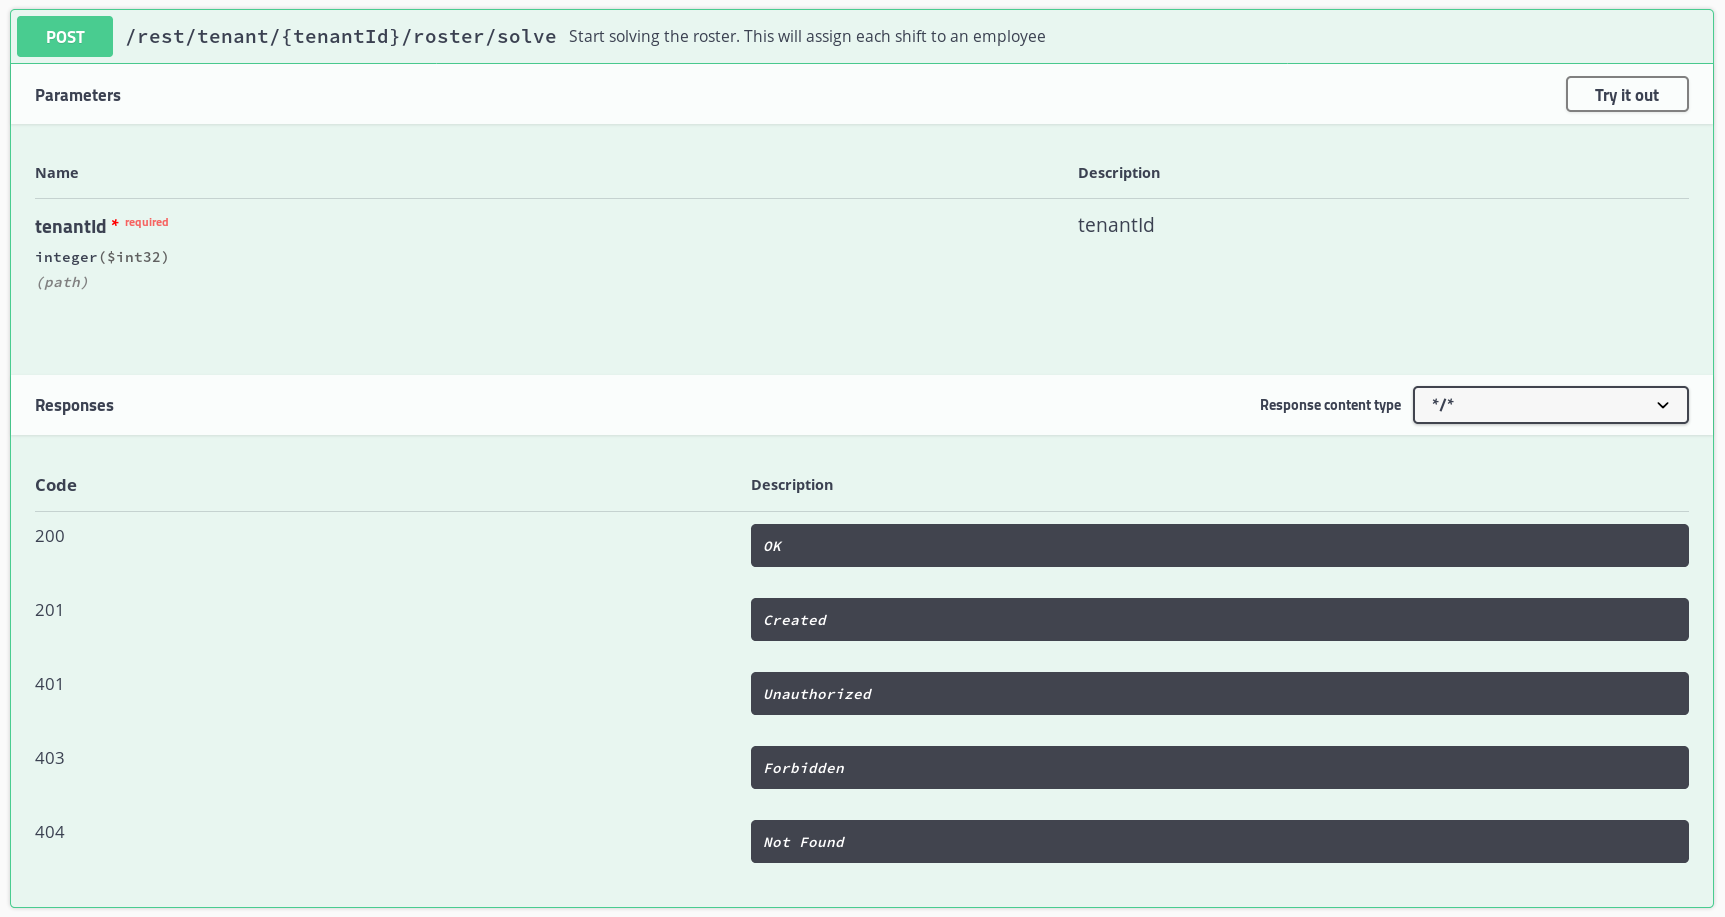 POST /rest/tenant/{tenantId}/roster/solve Start solving the roster. This will assign each shift to an employee
Parameters Try it out
Name Description
tenantId * required tenantId
integer($int32)
(path)
Responses Response content type */*
Code Description
200 OK
201 Created
401 Unauthorized
403 Forbidden
404 Not Found